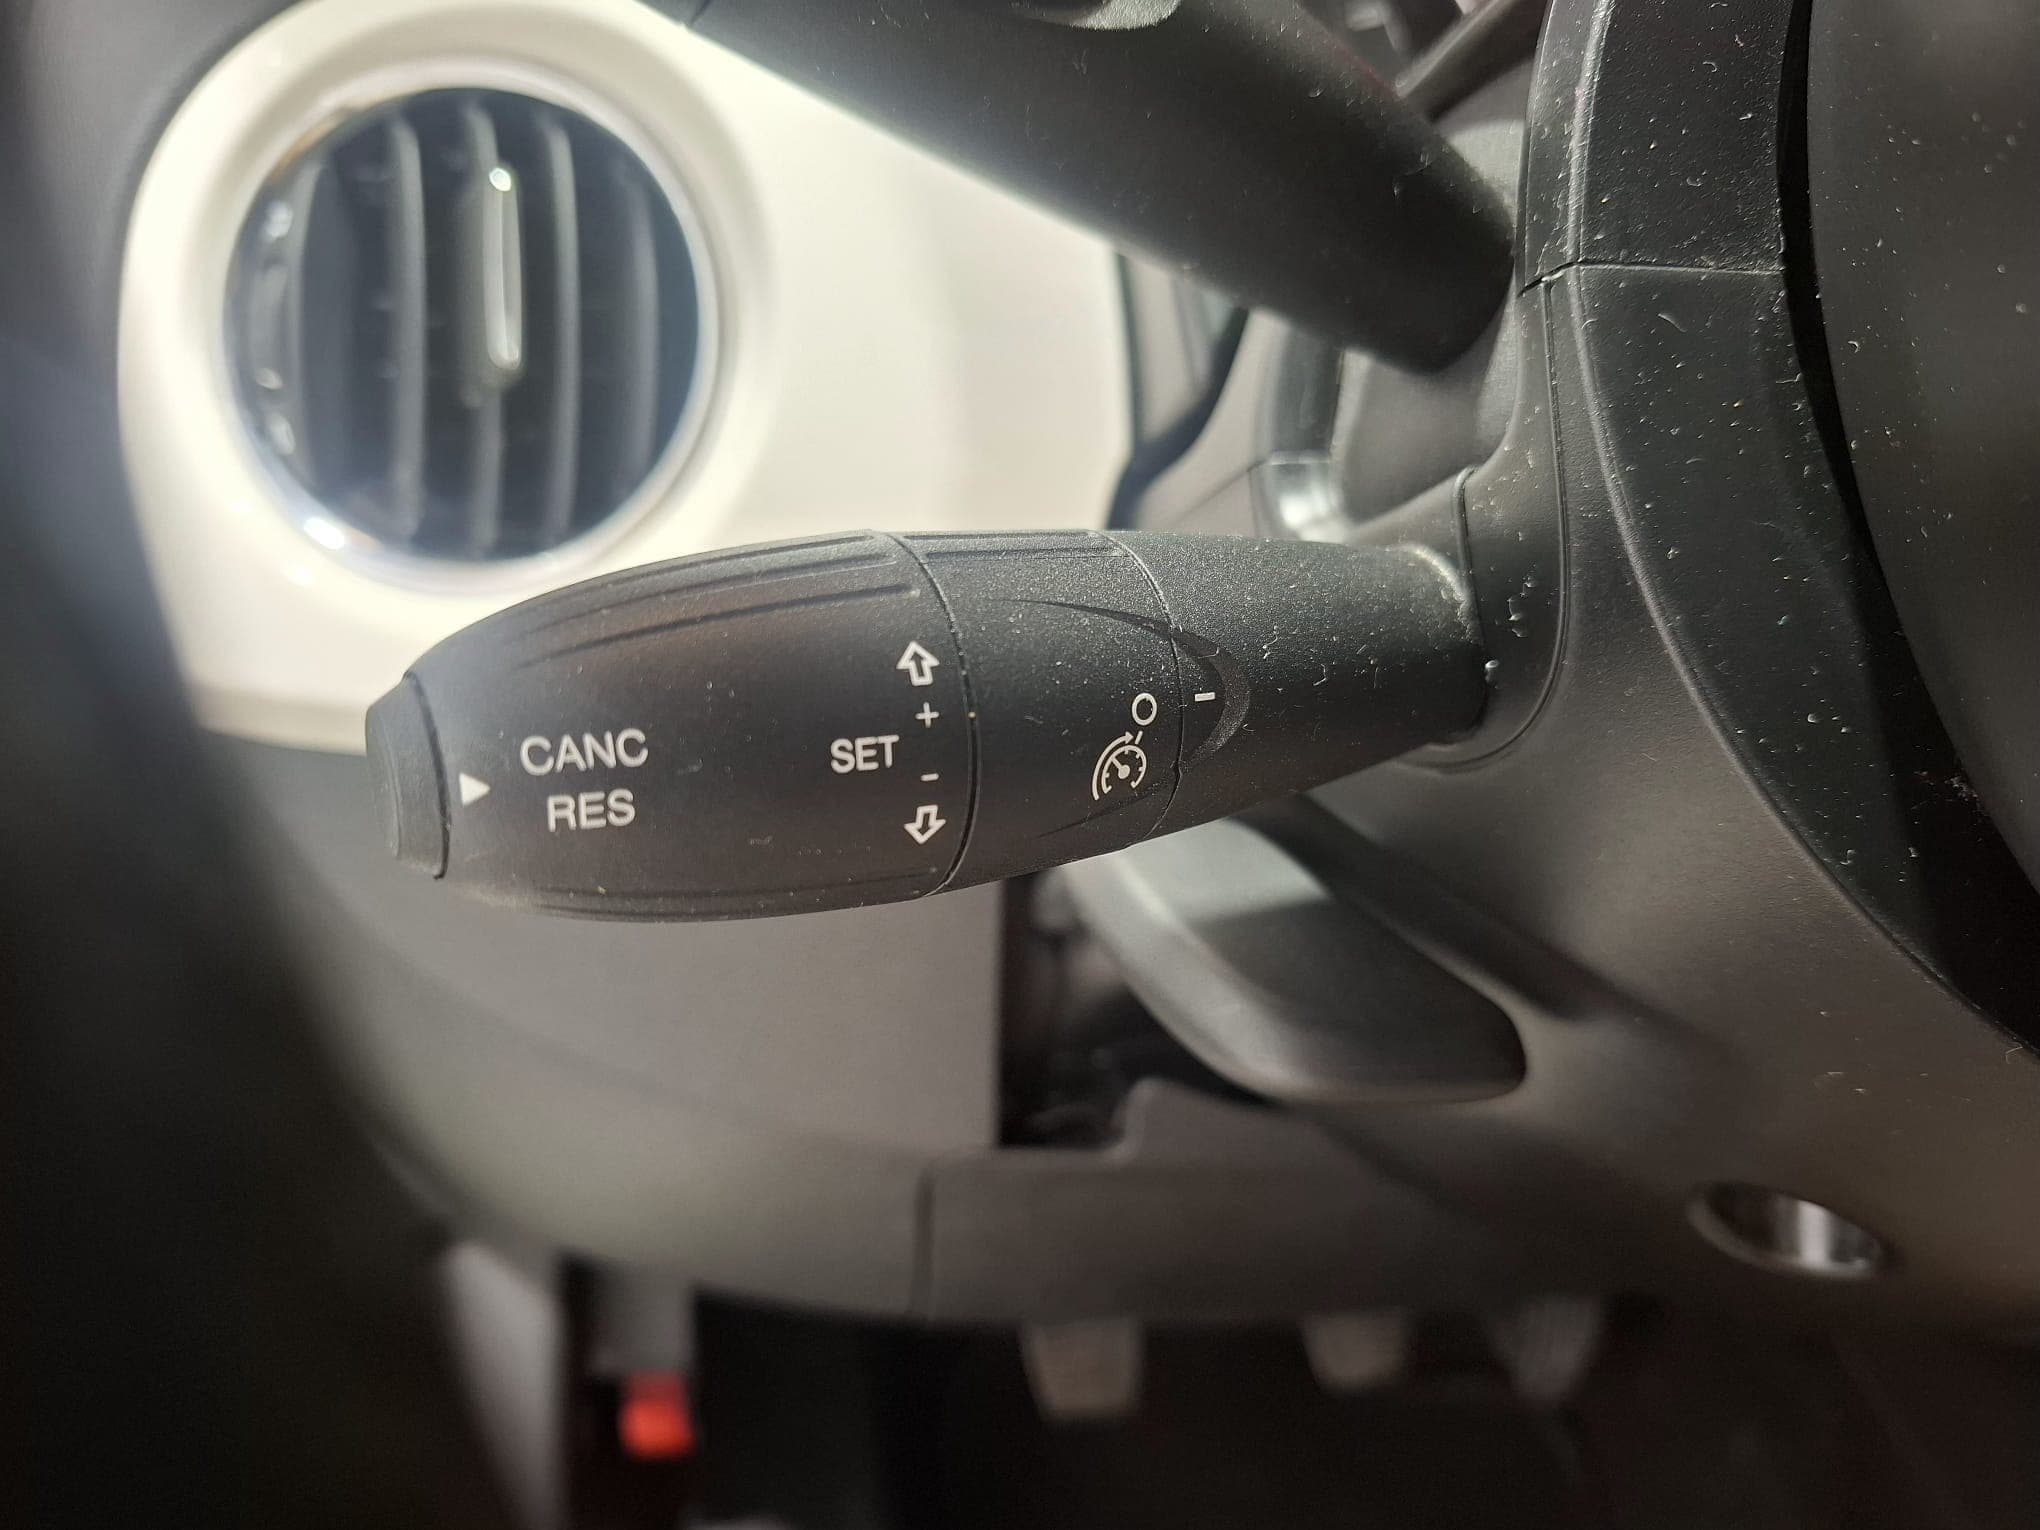 CANC
RES
SET
+
-
O